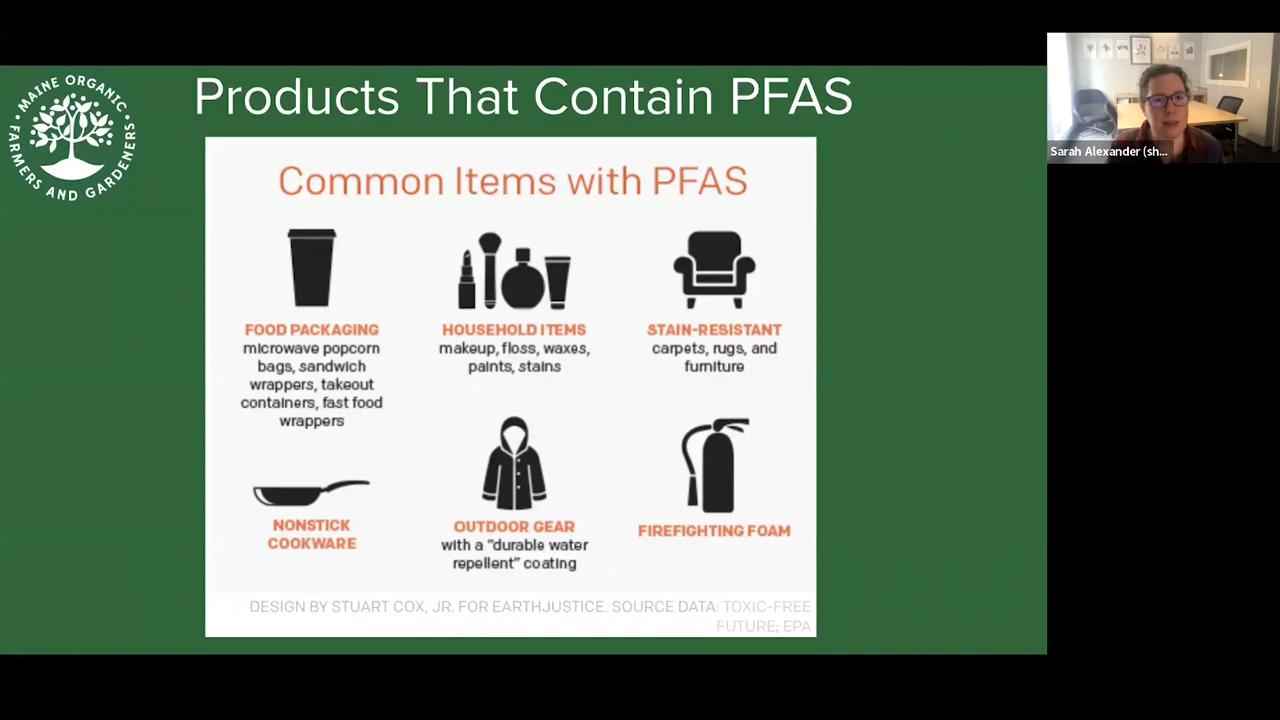 MAINE ORGANIC
FARMERS AND GARDENERS
Products That Contain PFAS
Common Items with PFAS
FOOD PACKAGING
microwave popcorn
bags, sandwich
wrappers, takeout
containers, fast food
wrappers
HOUSEHOLD ITEMS
makeup, floss, waxes,
paints, stains
STAIN-RESISTANT
carpets, rugs, and
furniture
NONSTICK
COOKWARE
OUTDOOR GEAR
with a "durable water
repellent" coating
FIREFIGHTING FOAM
DESIGN BY STUART COX, JR. FOR EARTHJUSTICE. SOURCE DATA: TOXIC-FREE
FUTURE; EPA
Sarah Alexander (sh...